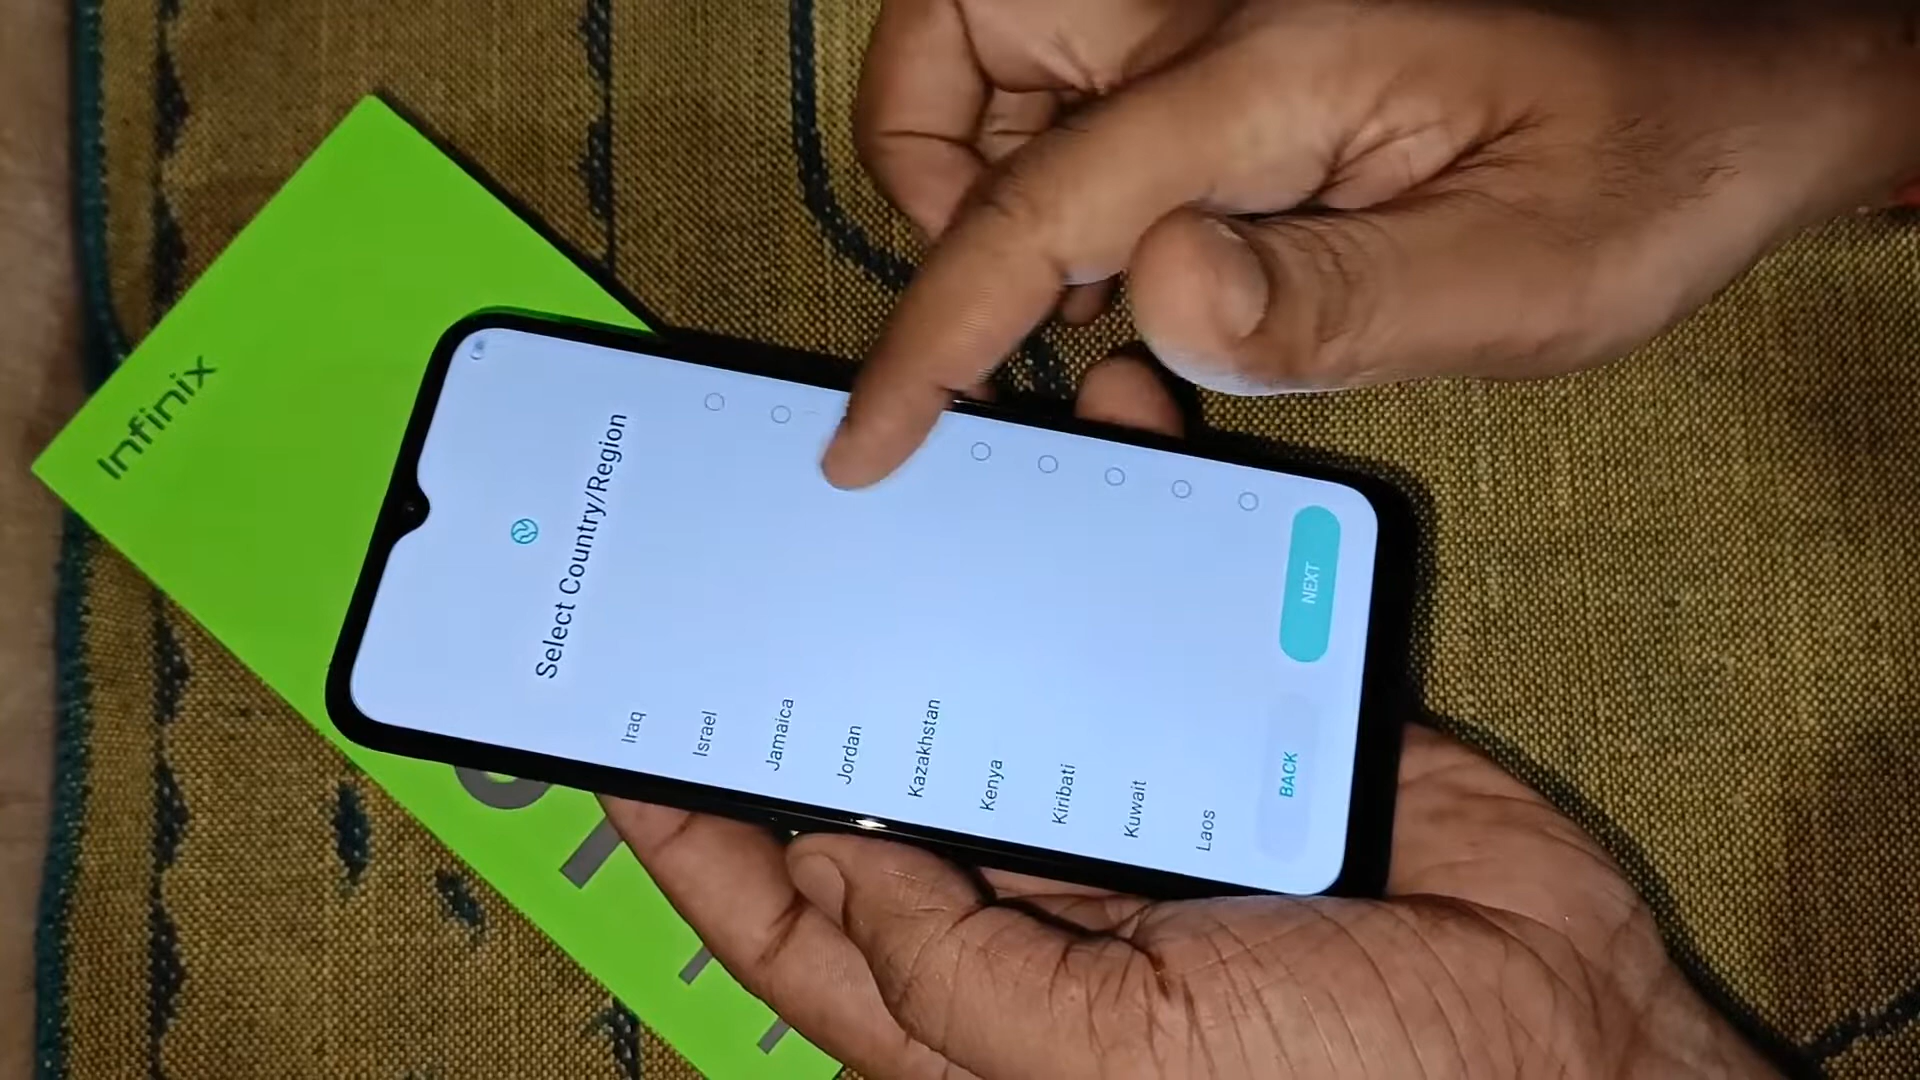 Infinix
Select Country/Region
Iraq
Israel
Jamaica
Jordan
Kazakhstan
Kenya
Kiribati
Kuwait
Laos
BACK
NEXT